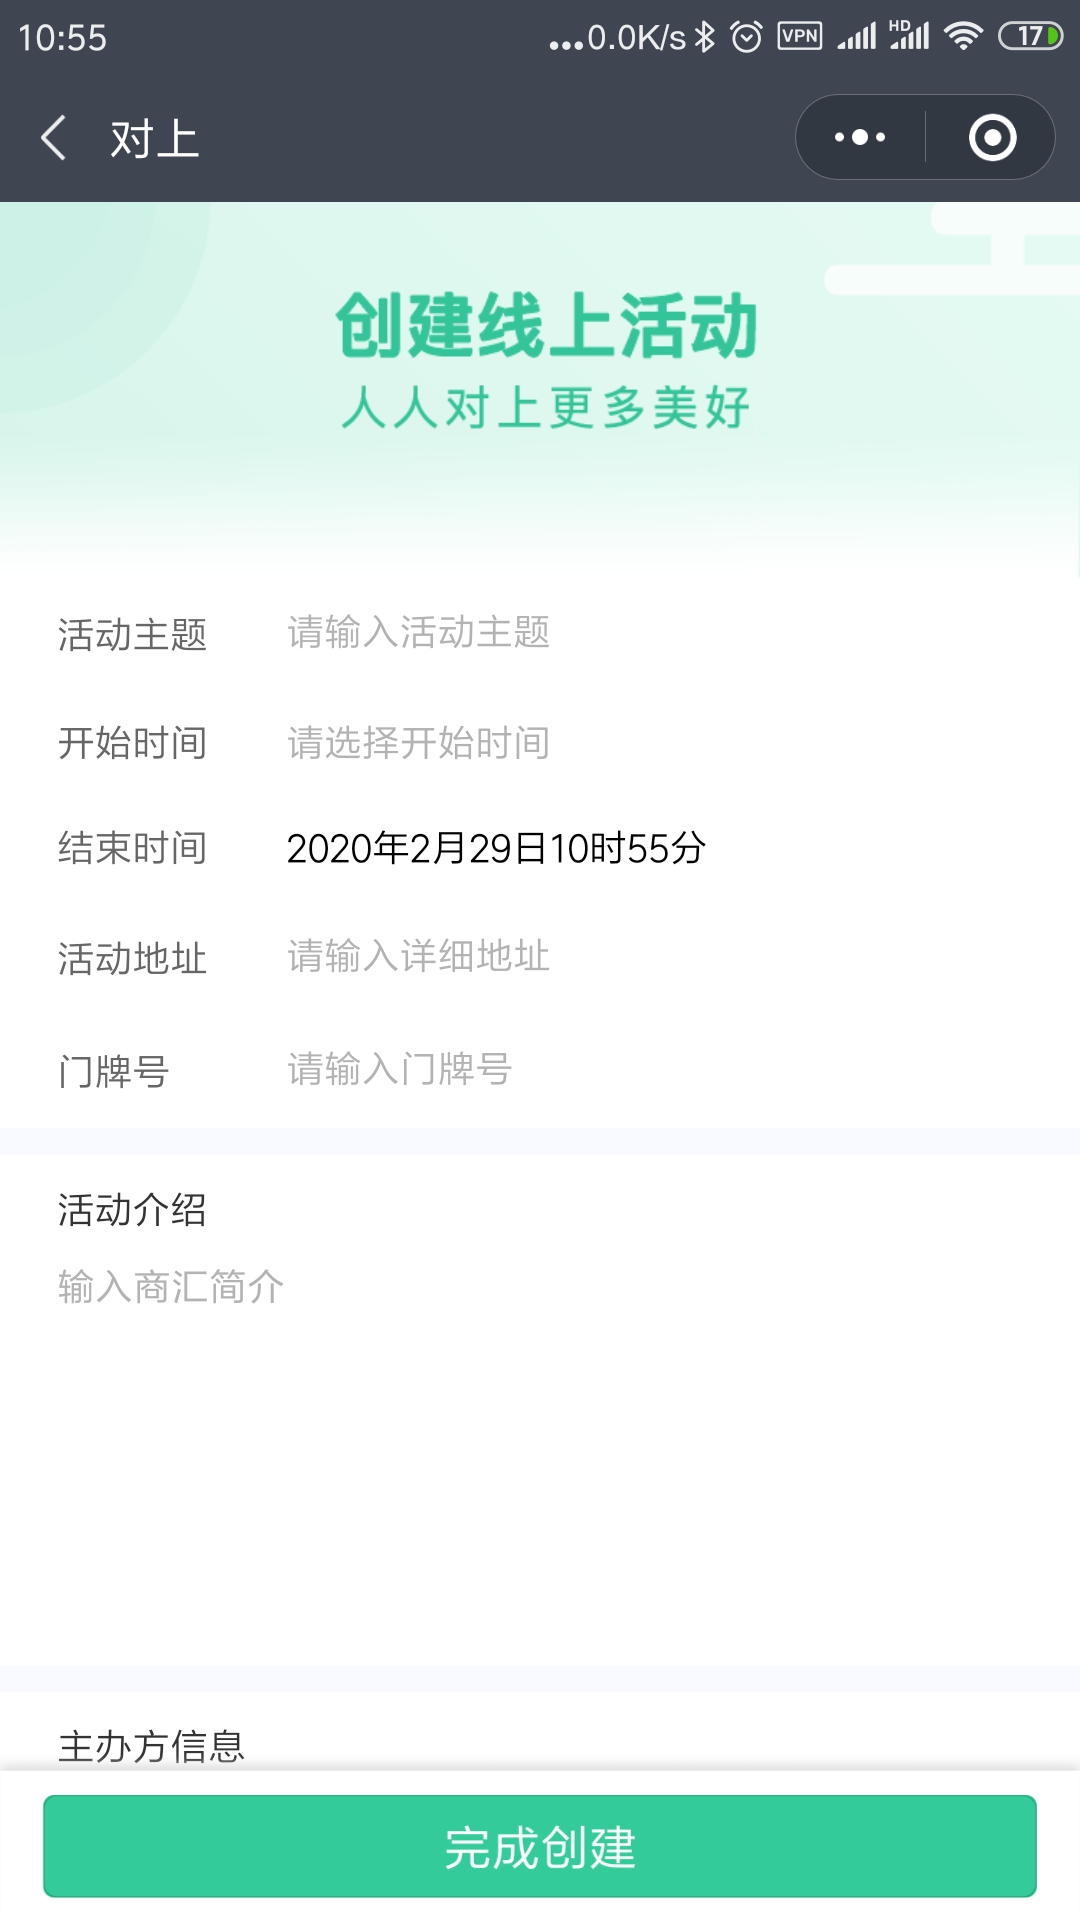 10:55 ...0.0K/s VPN HD 17
对上
创建线上活动
人人对上更多美好
活动主题 请输入活动主题
开始时间 请选择开始时间
结束时间 2020年2月29日10时55分
活动地址 请输入详细地址
门牌号 请输入门牌号
活动介绍
输入商汇简介
主办方信息
完成创建